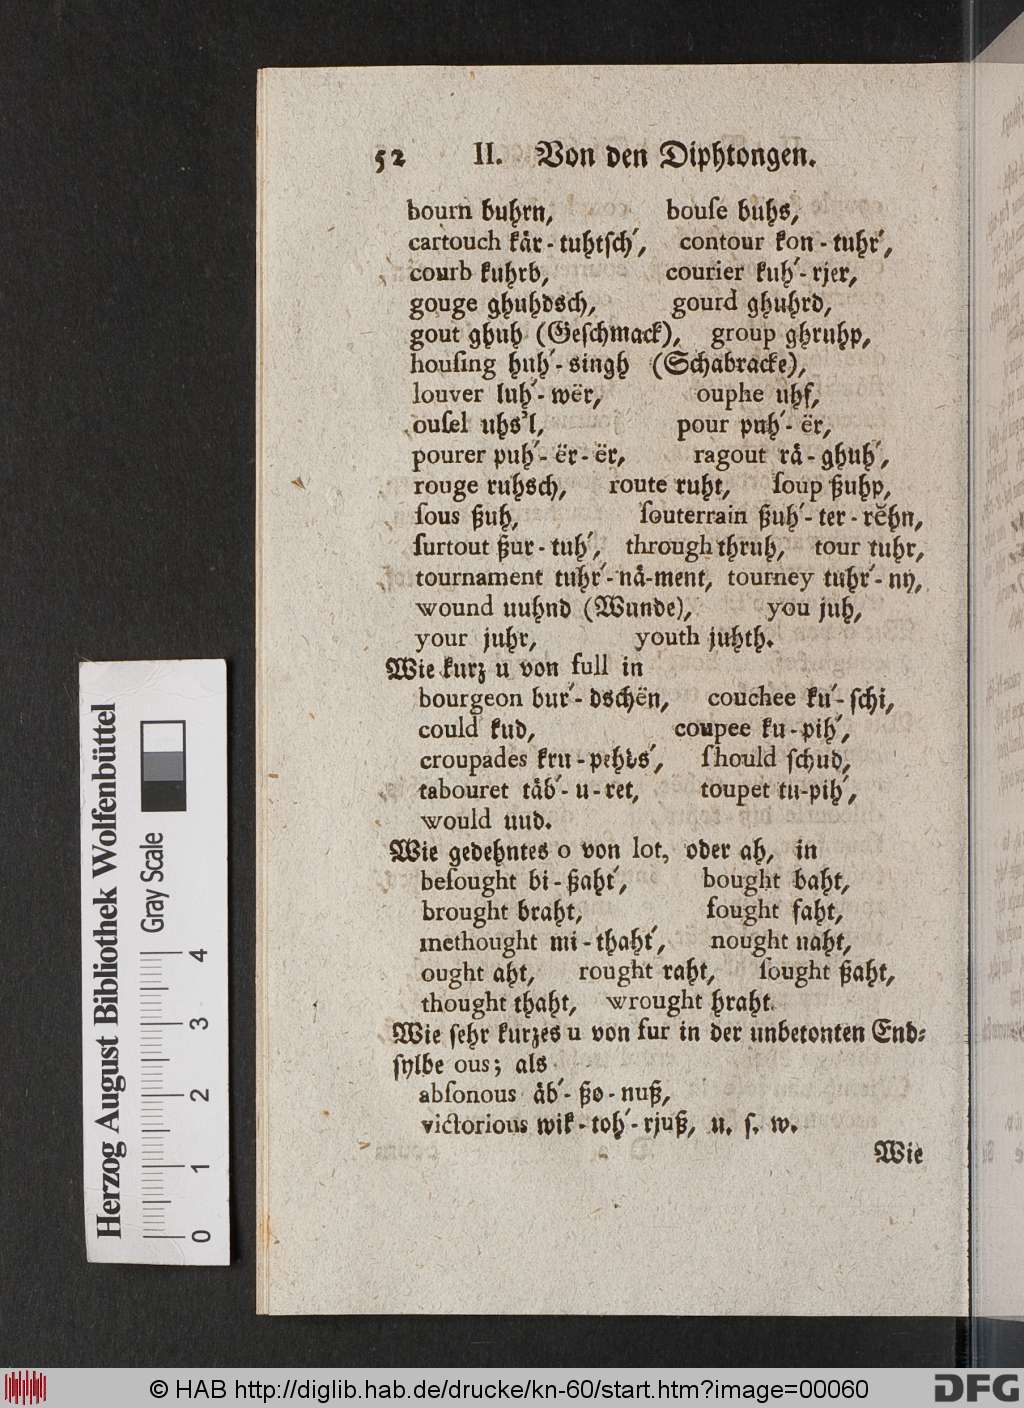 52 II. Von den Diphtongen.
bourn buhrn, bouſe buhs,
cartouch kår-tuhtſch′, contour kon-tuhr′,
courb kuhrb, courier kuh′-rjer,
gouge ghuhdsch, gourd ghuhrd,
gout ghuh (Geſchmack), group ghruhp,
houſing huh′-singh (Schabracke),
louver luh′-wër, ouphe uhf,
ouſel uhs'l, pour puh′-ër,
pourer puh′-ër-ër, ragout rå-ghuh′,
rouge ruhsch, route ruht, ſoup ßuhp,
ſous ßuh, ſouterrain ßuh′-ter-rĕhn,
ſurtout ßur-tuh′, through thruh, tour tuhr,
tournament tuhr′-nå-ment, tourney tuhr′-ny,
wound uuhnd (Wunde), you juh,
your juhr, youth juhth.
Wie kurz u von full in
bourgeon bur′-dschën, couchee ku′-ſchi,
could kud, coupee ku-pih′,
croupades kru-pehds′, ſhould ſchud,
tabouret tåb′-u-ret, toupet tu-pih′,
would uud.
Wie gedehntes o von lot, oder ah, in
beſought bi-ßaht′, bought baht,
brought braht, fought faht,
methought mi-thaht′, nought naht,
ought aht, rought raht, ſought ßaht,
thought thaht, wrought hraht.
Wie ſehr kurzes u von fur in der unbetonten End-
ſylbe ous; als
abſonous åb′-ßo-nuß,
victorious wik-toh′-rjuß, u. ſ. w.
Wie
Herzog August Bibliothek Wolfenbüttel
Gray Scale
0 1 2 3 4
© HAB http://diglib.hab.de/drucke/kn-60/start.htm?image=00060
DFG